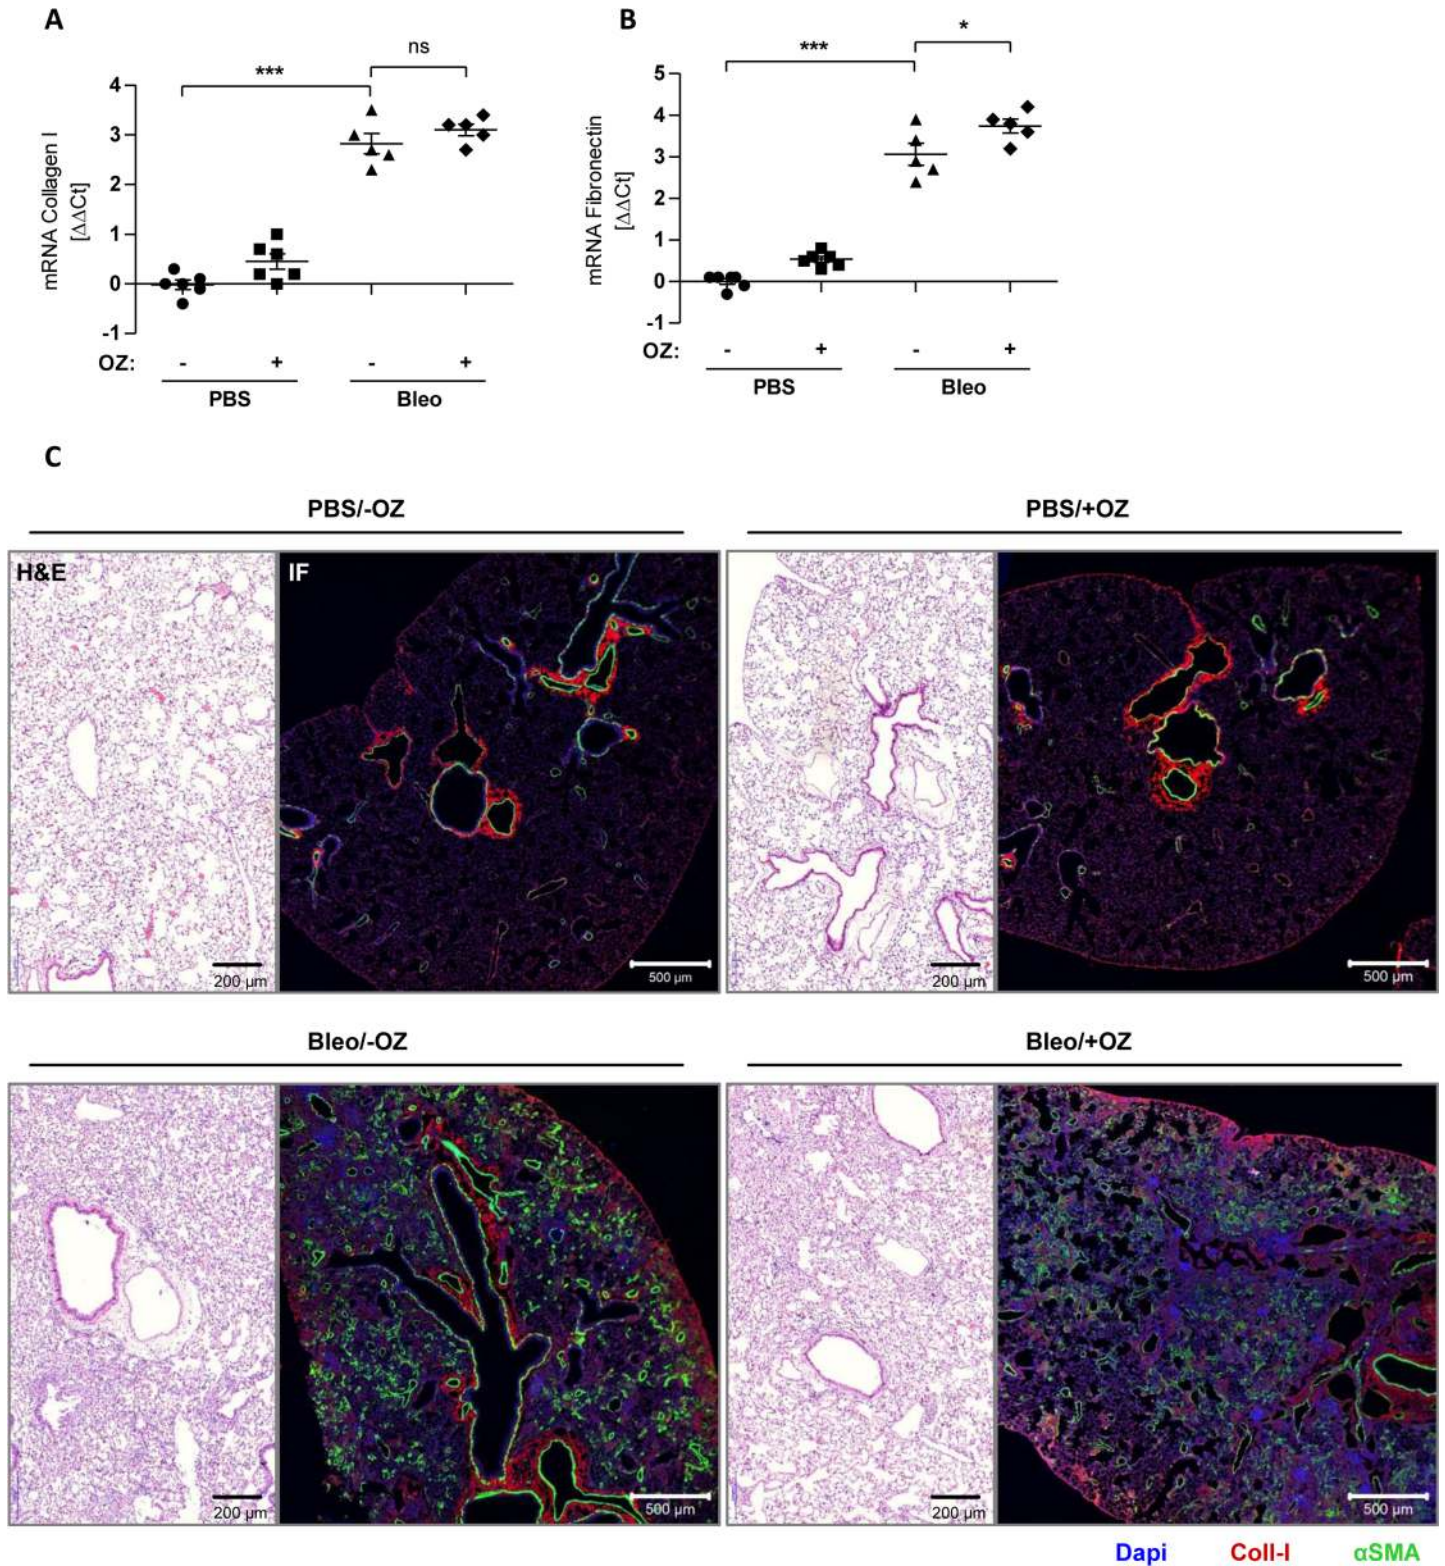 A
mRNA Collagen I
[ΔΔCt]
4
3
2
1
0
-1
***
ns
OZ: - + - +
PBS Bleo
B
mRNA Fibronectin
[ΔΔCt]
5
4
3
2
1
0
-1
***
*
OZ: - + - +
PBS Bleo
C
PBS/-OZ PBS/+OZ
H&E IF
200 µm 500 µm 200 µm 500 µm
Bleo/-OZ Bleo/+OZ
200 µm 500 µm 200 µm 500 µm
Dapi Coll-I αSMA